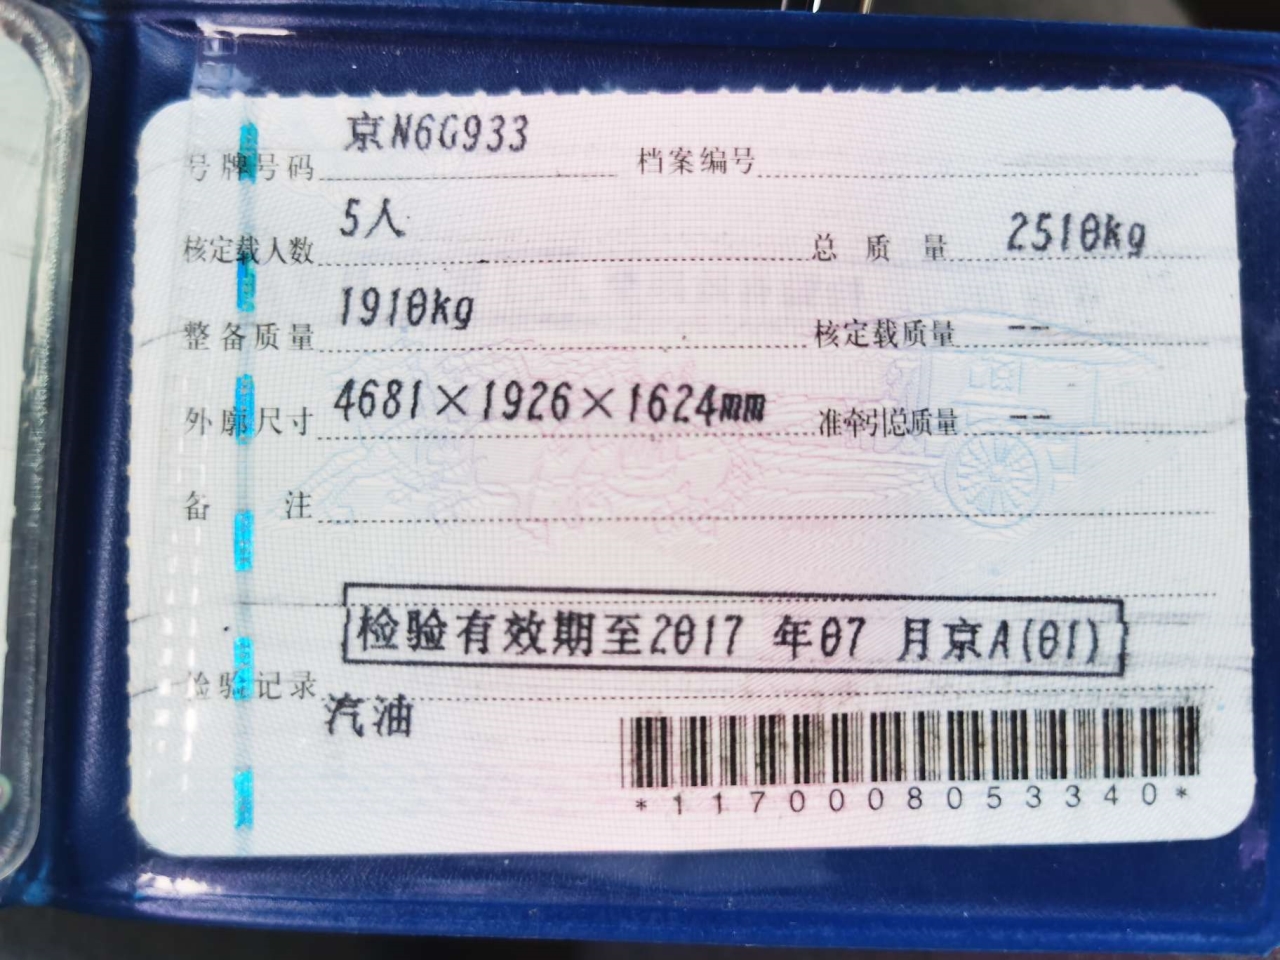 号牌号码 京N6G933 档案编号
核定载人数 5人 总质量 2510kg
整备质量 1910kg 核定载质量 --
外廓尺寸 4681×1926×1624mm 准牵引总质量 --
备注
检验有效期至2017 年07 月京A(01)
检验记录
汽油
*1170008053340*